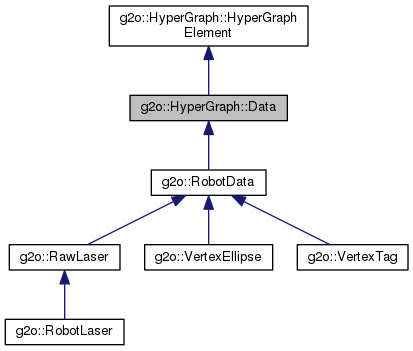 g2o::HyperGraph::HyperGraph
Element
g2o::HyperGraph::Data
g2o::RobotData
g2o::RawLaser
g2o::VertexEllipse
g2o::VertexTag
g2o::RobotLaser